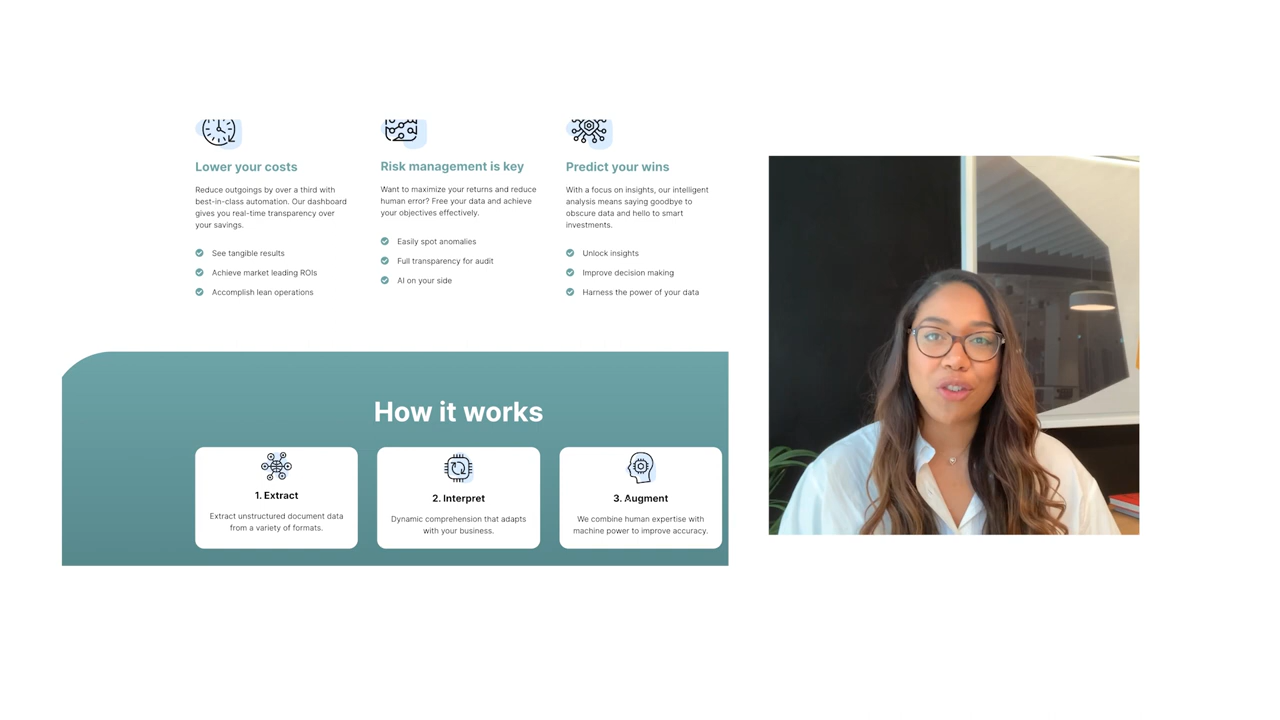 Lower your costs
Reduce outgoings by over a third with
best-in-class automation. Our dashboard
gives you real-time transparency over
your savings.
See tangible results
Achieve market leading ROIs
Accomplish lean operations
Risk management is key
Want to maximize your returns and reduce
human error? Free your data and achieve
your objectives effectively.
Easily spot anomalies
Full transparency for audit
AI on your side
Predict your wins
With a focus on insights, our intelligent
analysis means saying goodbye to
obscure data and hello to smart
investments.
Unlock insights
Improve decision making
Harness the power of your data
How it works
1. Extract
Extract unstructured document data
from a variety of formats.
2. Interpret
Dynamic comprehension that adapts
with your business.
3. Augment
We combine human expertise with
machine power to improve accuracy.